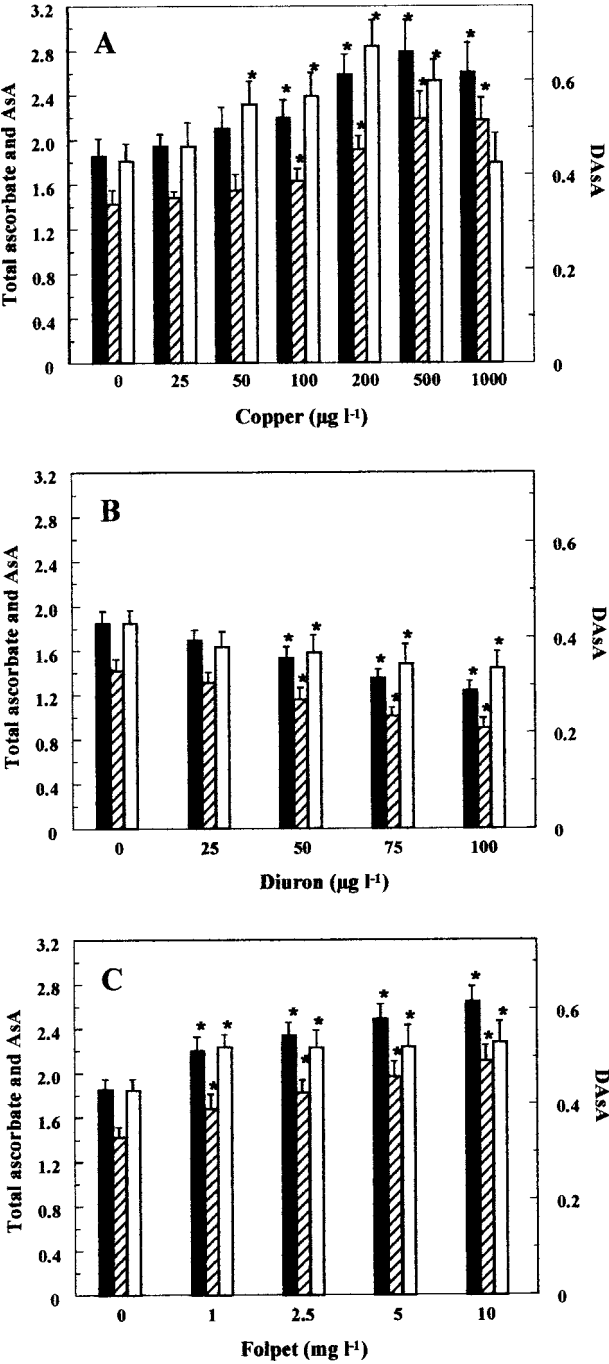 A
3.2
2.8
2.4
2.0
1.6
1.2
0.8
0.4
0
Total ascorbate and AsA
0.6
0.4
0.2
0
DAsA
* * * * * * * * * * * * *
0 25 50 100 200 500 1000
Copper (µg l-1)
B
3.2
2.8
2.4
2.0
1.6
1.2
0.8
0.4
0
Total ascorbate and AsA
0.6
0.4
0.2
0
DAsA
* * * * * * * * *
0 25 50 75 100
Diuron (µg l-1)
C
3.2
2.8
2.4
2.0
1.6
1.2
0.8
0.4
0
Total ascorbate and AsA
0.6
0.4
0.2
0
DAsA
* * * * * * * * * * * *
0 1 2.5 5 10
Folpet (mg l-1)